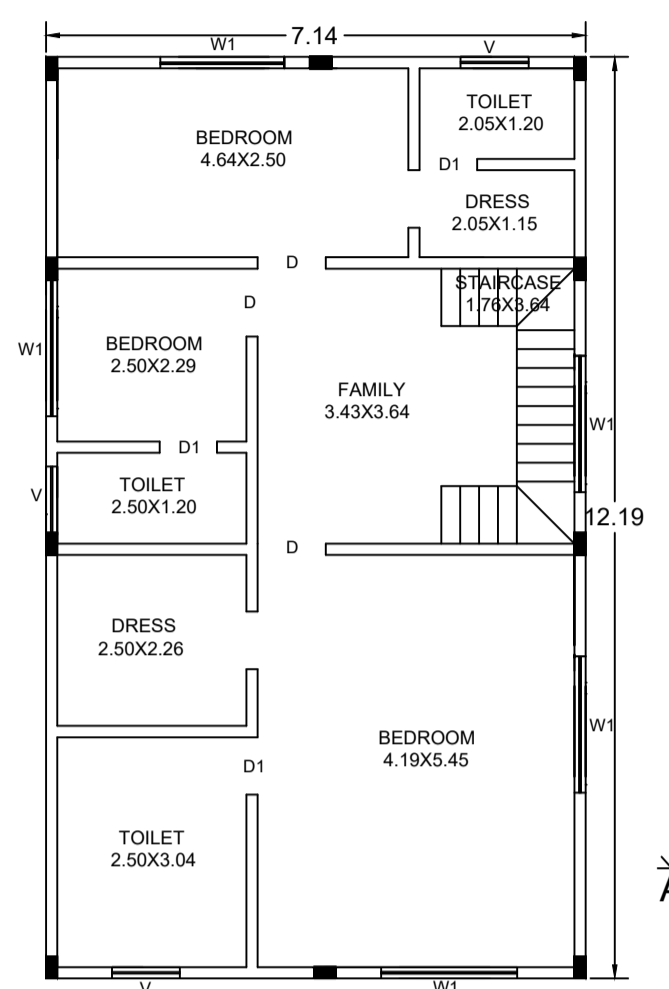 7.14
W1
V
TOILET
2.05X1.20
BEDROOM
4.64X2.50
D1
DRESS
2.05X1.15
D
STAIRCASE
1.76X3.64
D
W1
BEDROOM
2.50X2.29
FAMILY
3.43X3.64
W1
D1
TOILET
2.50X1.20
V
12.19
D
DRESS
2.50X2.26
W1
BEDROOM
4.19X5.45
D1
TOILET
2.50X3.04
V
W1